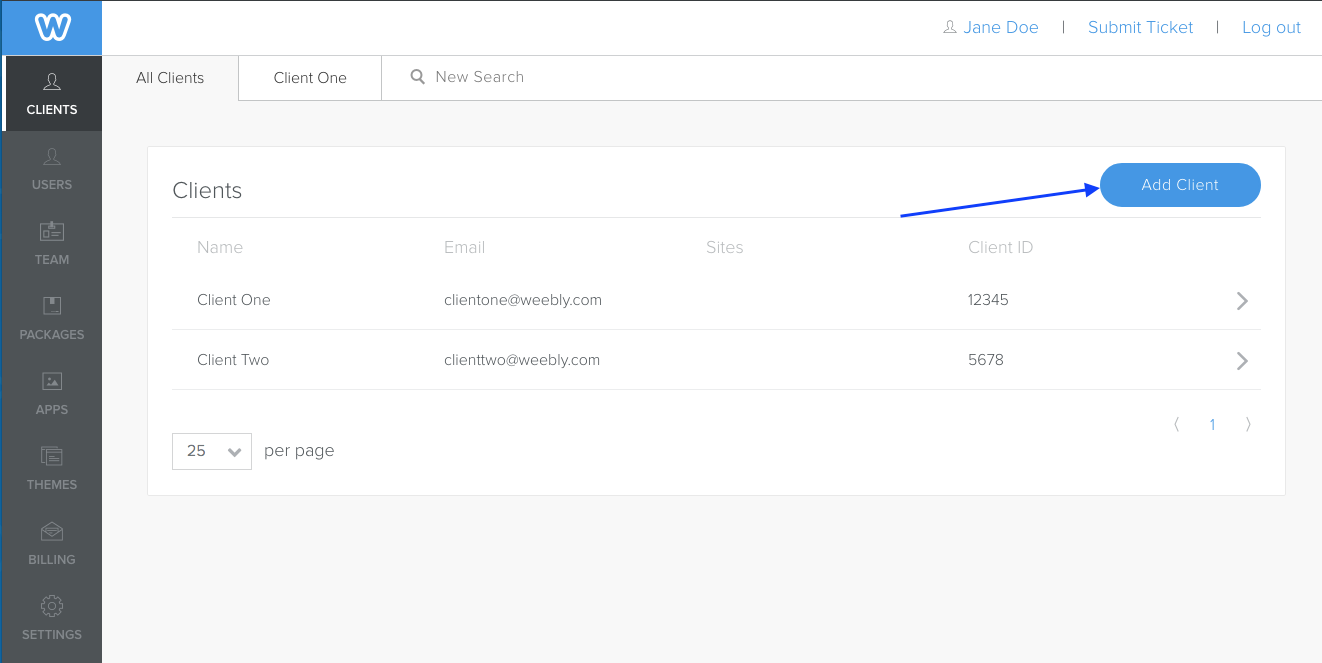 Jane Doe | Submit Ticket | Log out
CLIENTS
USERS
TEAM
PACKAGES
APPS
THEMES
BILLING
SETTINGS
All Clients Client One New Search
Clients Add Client
Name Email Sites Client ID
Client One clientone@weebly.com 12345
Client Two clienttwo@weebly.com 5678
1
25 per page